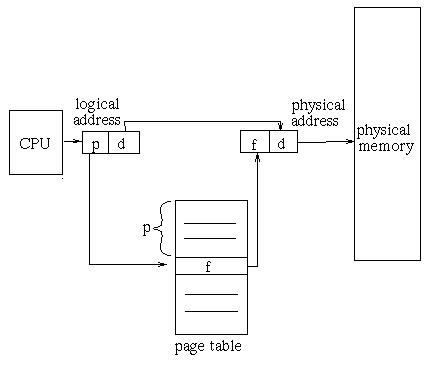 logical
address
physical
address
CPU
p d
f d
physical
memory
p
f
page table